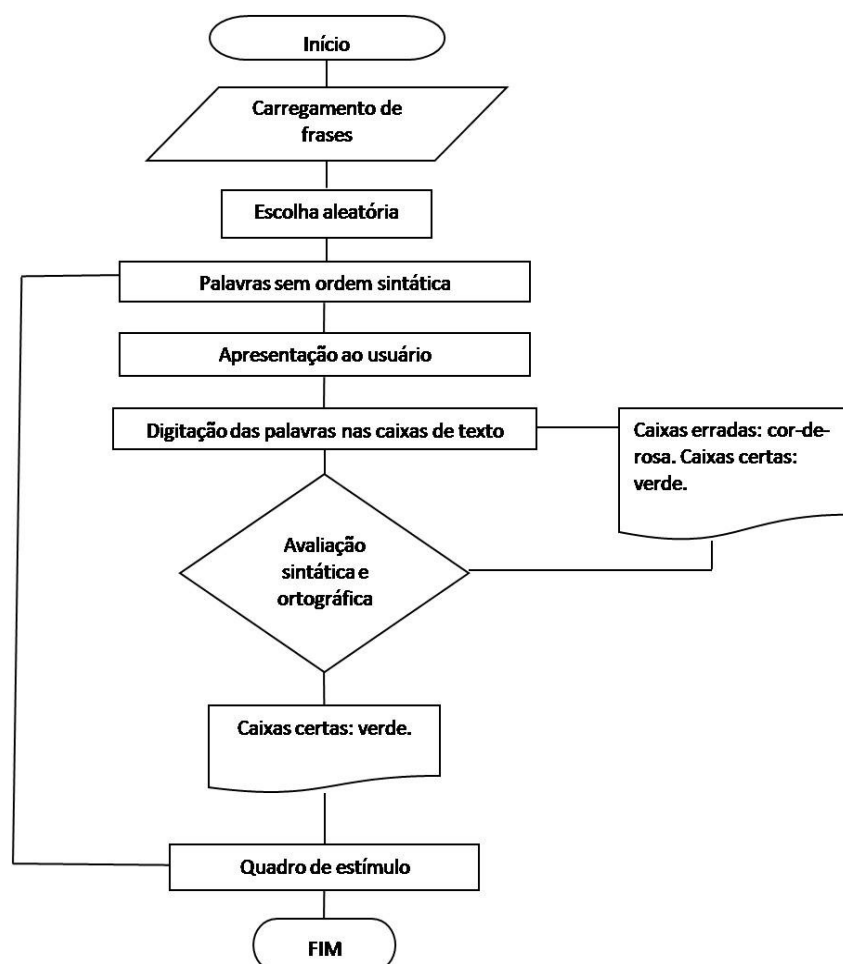 Início
Carregamento de
frases
Escolha aleatória
Palavras sem ordem sintática
Apresentação ao usuário
Digitação das palavras nas caixas de texto
Caixas erradas: cor-de-
rosa. Caixas certas:
verde.
Avaliação
sintática e
ortográfica
Caixas certas: verde.
Quadro de estímulo
FIM